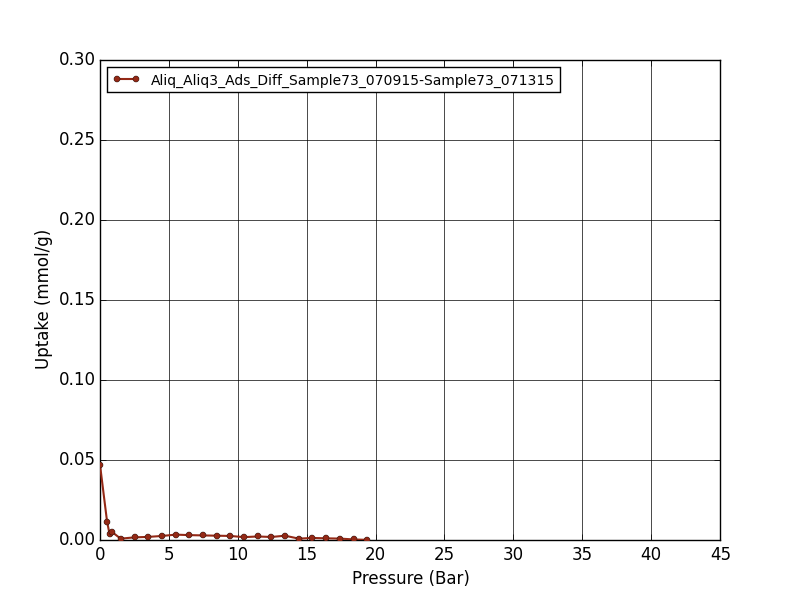 Aliq_Aliq3_Ads_Diff_Sample73_070915-Sample73_071315
0.30
0.25
0.20
0.15
0.10
0.05
0.00
Uptake (mmol/g)
0 5 10 15 20 25 30 35 40 45
Pressure (Bar)